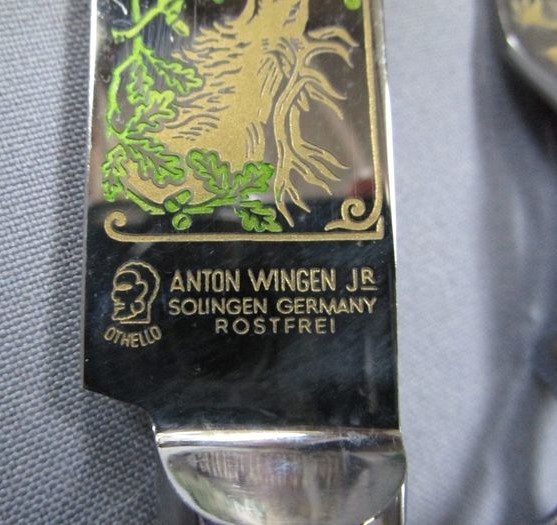 ANTON WINGEN JR
SOLINGEN GERMANY
ROSTFREI
OTHELLO